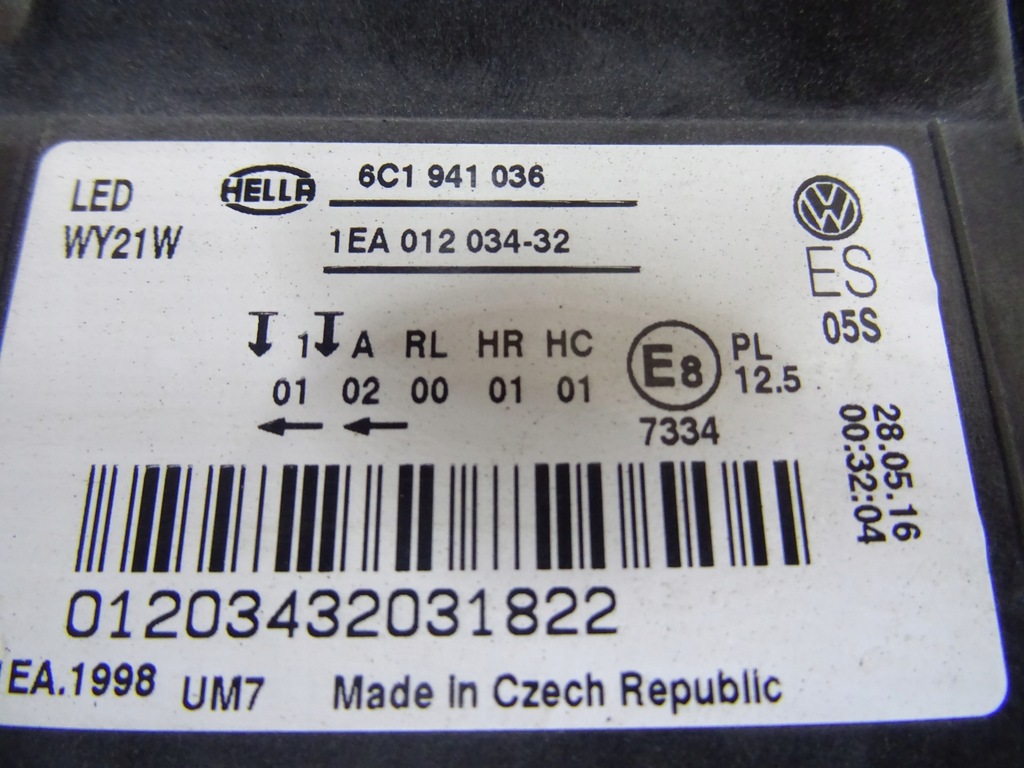 LED
WY21W
HELLA
6C1 941 036
1EA 012 034-32
VW
ES
05S
1 A RL HR HC
01 02 00 01 01
E8
PL
12.5
7334
28.05.16
00:32:04
01203432031822
1EA.1998 UM7 Made in Czech Republic